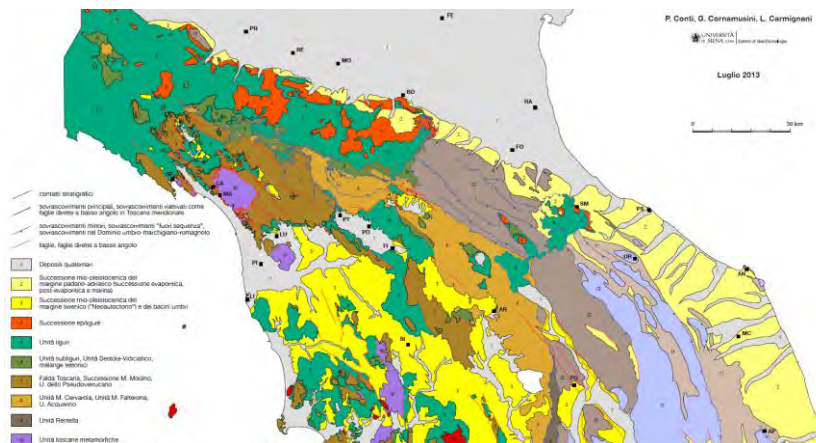 P. Conti, G. Cornamusini, L. Carmignani
UNIVERSITÀ
DI SIENA
Luglio 2013
50 km
FE
PR
RE
MO
BO
RA
FO
SM
PS
UR
AN
MC
AP
MS
LU
PT
PO
FI
PI
LI
SI
AR
PG
contatti stratigrafici
sovrascorrimenti principali, sovrascorrimenti riattivati come
faglie dirette a basso angolo in Toscana meridionale
sovrascorrimenti minori, sovrascorrimenti "fuori sequenza",
sovrascorrimenti nel Dominio umbro-marchigiano-romagnolo
faglie, faglie dirette a basso angolo
Depositi quaternari
Successione mio-pleistocenica del
margine padano-adriatico (successione evaporitica,
post-evaporitica e marina)
Successione mio-pleistocenica del
margine tirrenico ("Neoautoctono") e dei bacini umbri
Successione epiligure
Unità liguri
Unità subliguri, Unità Sestola-Vidiciatico,
mélange tettonici
Falda Toscana, Successione M. Modino,
U. dello Pseudoverrucano
Unità M. Cervarola, Unità M. Falterona,
U. Acquerino
Unità Rentella
Unità toscane metamorfiche